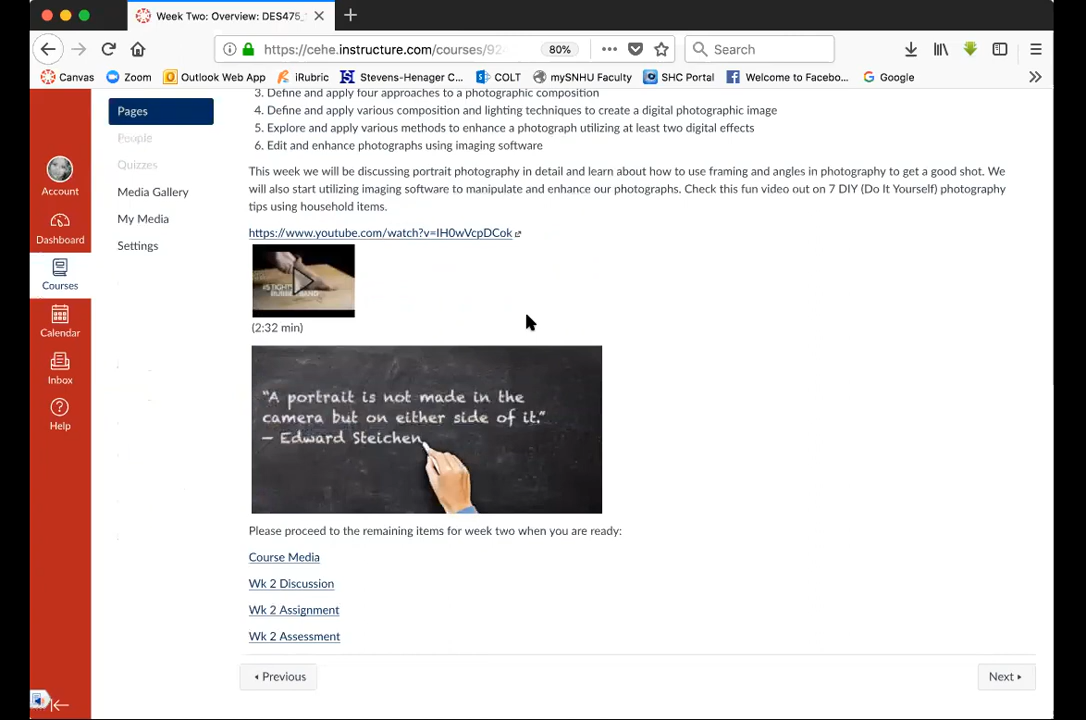 Week Two: Overview: DES475_
https://cehe.instructure.com/courses/92
80%
Search
Canvas
Zoom
Outlook Web App
iRubric
Stevens-Henager C...
COLT
mySNHU Faculty
SHC Portal
Welcome to Facebo...
Google
Account
Dashboard
Courses
Calendar
Inbox
Help
Pages
People
Quizzes
Media Gallery
My Media
Settings
3. Define and apply four approaches to a photographic composition
4. Define and apply various composition and lighting techniques to create a digital photographic image
5. Explore and apply various methods to enhance a photograph utilizing at least two digital effects
6. Edit and enhance photographs using imaging software
This week we will be discussing portrait photography in detail and learn about how to use framing and angles in photography to get a good shot. We
will also start utilizing imaging software to manipulate and enhance our photographs. Check this fun video out on 7 DIY (Do It Yourself) photography
tips using household items.
https://www.youtube.com/watch?v=IH0wVcpDCok
(2:32 min)
"A portrait is not made in the
camera but on either side of it."
— Edward Steichen
Please proceed to the remaining items for week two when you are ready:
Course Media
Wk 2 Discussion
Wk 2 Assignment
Wk 2 Assessment
Previous
Next